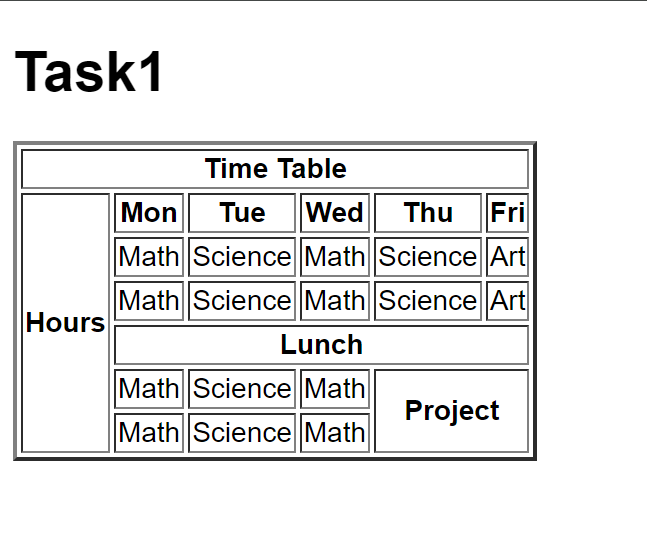 Task1
Time Table
Mon Tue Wed Thu Fri
Math Science Math Science Art
Math Science Math Science Art
Hours
Lunch
Math Science Math
Project
Math Science Math